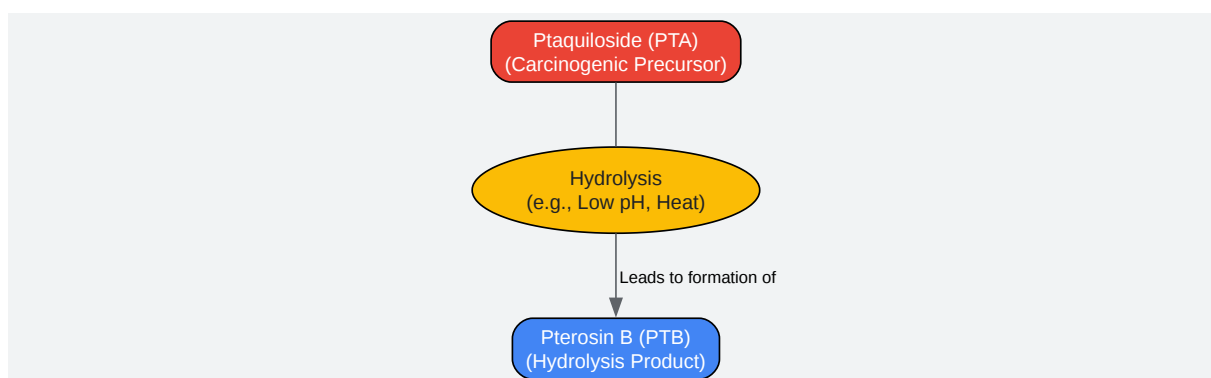 Ptaquiloside (PTA)
(Carcinogenic Precursor)
Hydrolysis
(e.g., Low pH, Heat)
Leads to formation of
Pterosin B (PTB)
(Hydrolysis Product)